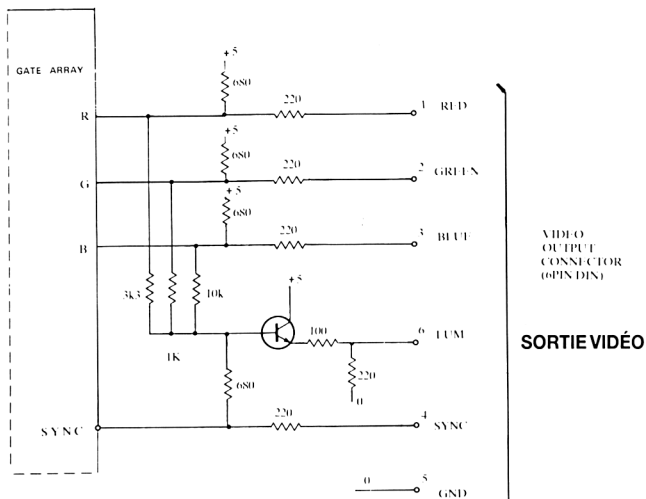 GATE ARRAY
+5
680
R
220
1 RED
+5
680
G
220
2 GREEN
+5
680
B
220
3 BLUE
VIDEO
OUTPUT
CONNECTOR
(6PIN DIN)
3k3
10k
+5
1K
100
6 LUM
SORTIE VIDÉO
680
220
0
220
SYNC
4 SYNC
0
5
GND